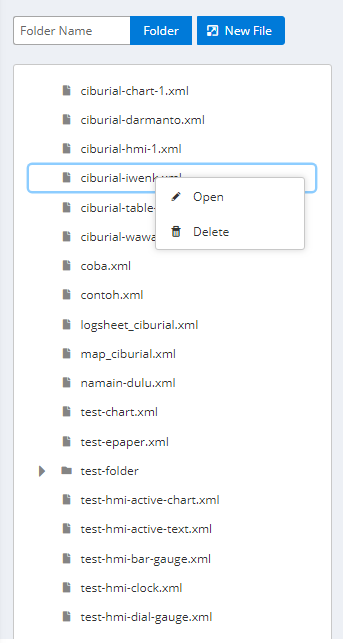 Folder Name Folder New File
ciburial-chart-1.xml
ciburial-darmanto.xml
ciburial-hmi-1.xml
ciburial-iwenk.xml
Open
ciburial-table-
Delete
ciburial-wawa
coba.xml
contoh.xml
logsheet_ciburial.xml
map_ciburial.xml
namain-dulu.xml
test-chart.xml
test-epaper.xml
test-folder
test-hmi-active-chart.xml
test-hmi-active-text.xml
test-hmi-bar-gauge.xml
test-hmi-clock.xml
test-hmi-dial-gauge.xml